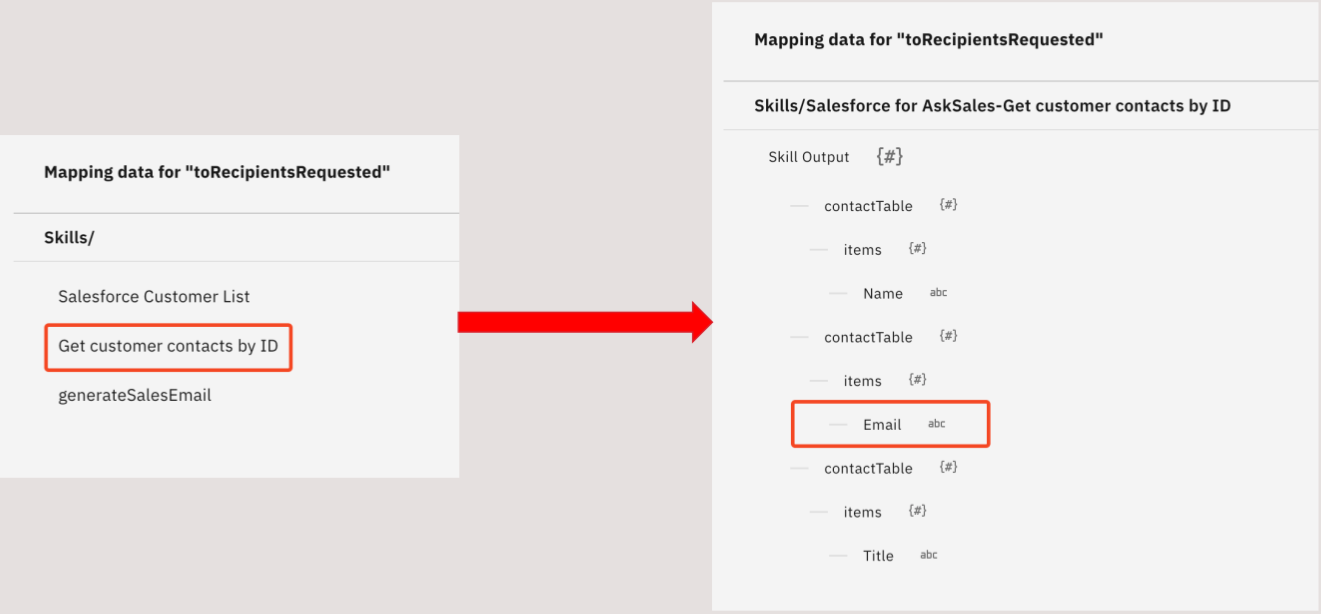 Mapping data for "toRecipientsRequested"
Skills/
Salesforce Customer List
Get customer contacts by ID
generateSalesEmail
Mapping data for "toRecipientsRequested"
Skills/Salesforce for AskSales-Get customer contacts by ID
Skill Output {#}
contactTable {#}
items {#}
Name abc
contactTable {#}
items {#}
Email abc
contactTable {#}
items {#}
Title abc